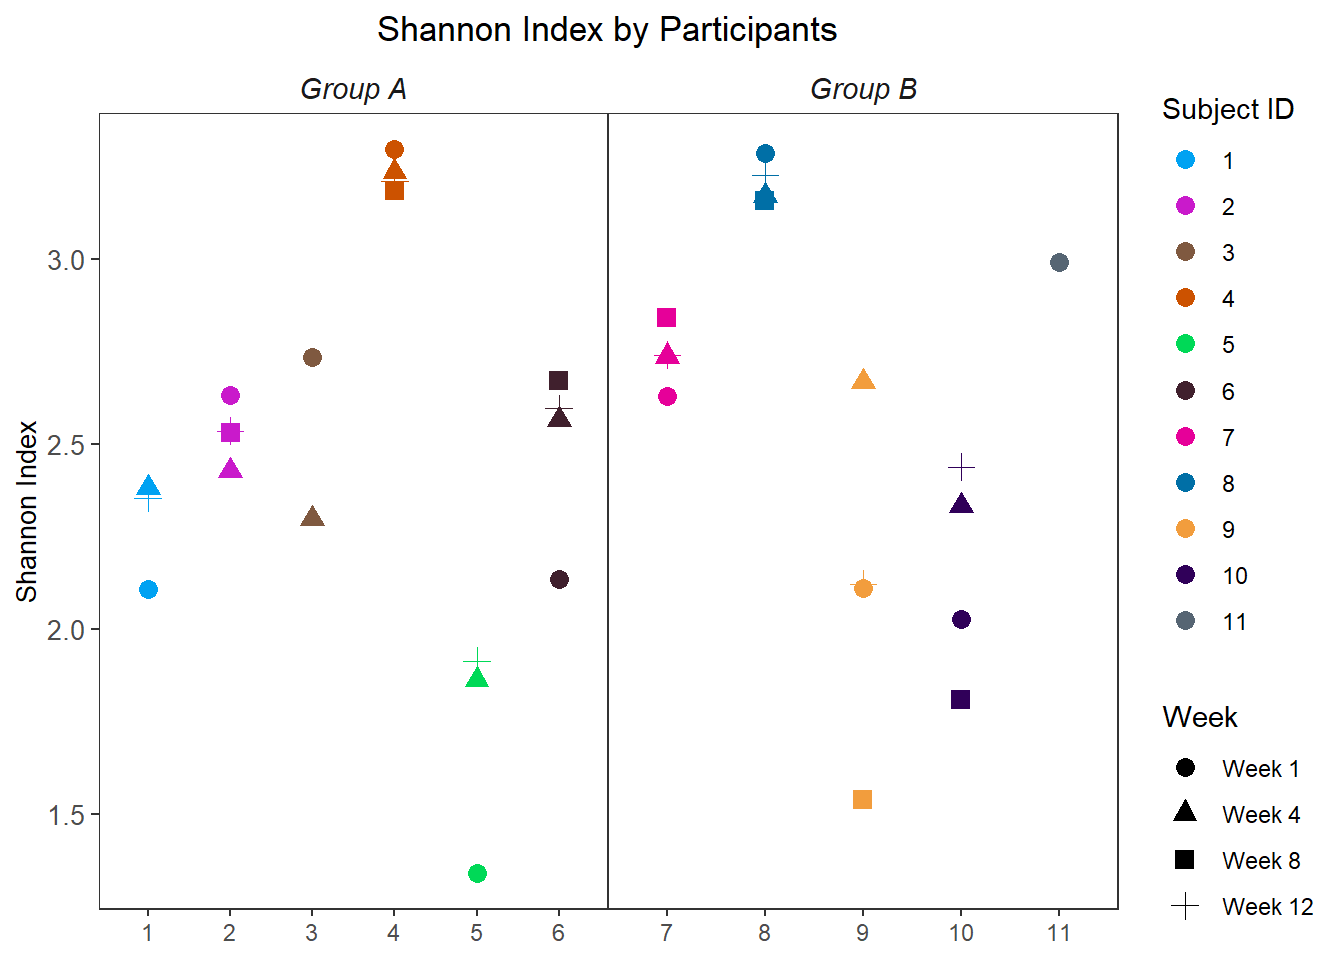 Shannon Index by Participants
Group A
Group B
Shannon Index
3.0
2.5
2.0
1.5
1 2 3 4 5 6 7 8 9 10 11
Subject ID
1
2
3
4
5
6
7
8
9
10
11
Week
Week 1
Week 4
Week 8
Week 12